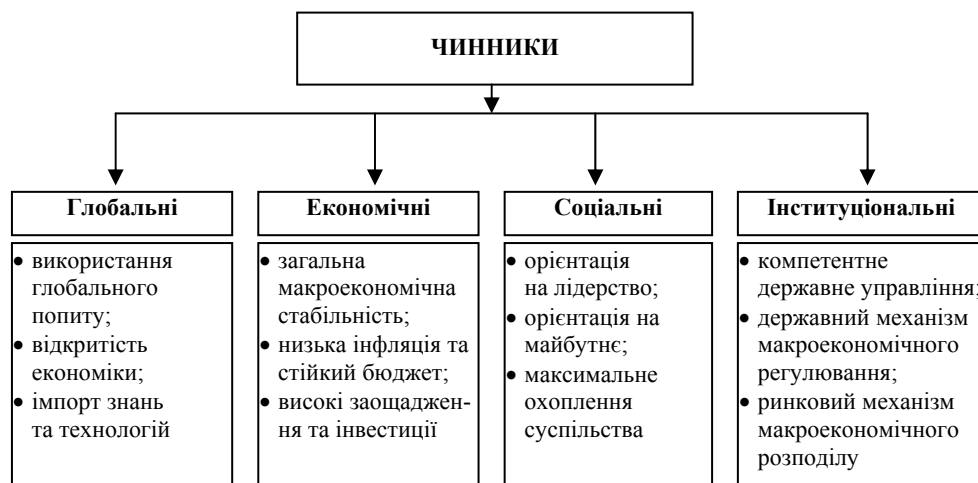 ЧИННИКИ
Глобальні
• використання
глобального
попиту;
• відкритість
економіки;
• імпорт знань
та технологій
Економічні
• загальна
макроекономічна
стабільність;
• низька інфляція та
стійкий бюджет;
• високі заощаджен-
ня та інвестиції
Соціальні
• орієнтація
на лідерство;
• орієнтація на
майбутнє;
• максимальне
охоплення
суспільства
Інституціональні
• компетентне
державне управління;
• державний механізм
макроекономічного
регулювання;
• ринковий механізм
макроекономічного
розподілу